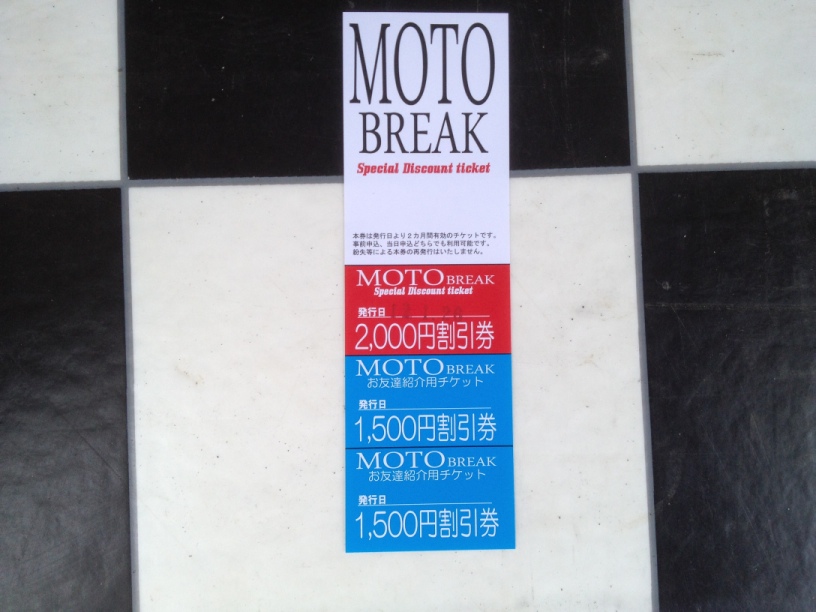 MOTO
BREAK
Special Discount ticket
本券は発行日より２カ月間有効のチケットです。
事前申込、当日申込どちらでも利用可能です。
紛失等による本券の再発行はいたしません。
MOTO BREAK
Special Discount ticket
発行日
2,000円割引券
MOTO BREAK
お友達紹介用チケット
発行日
1,500円割引券
MOTO BREAK
お友達紹介用チケット
発行日
1,500円割引券